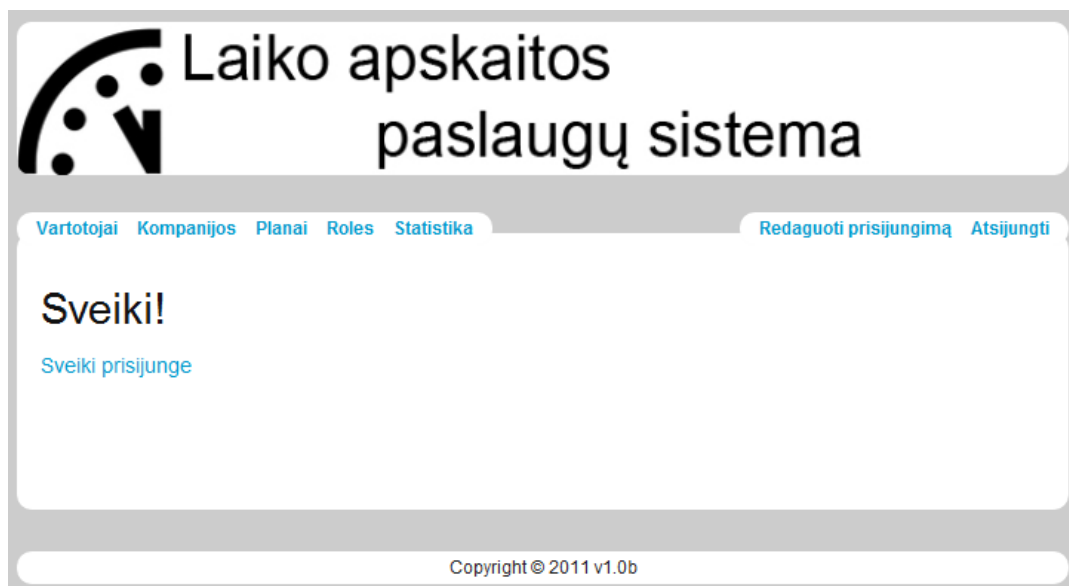 Laiko apskaitos
paslaugų sistema
Vartotojai Kompanijos Planai Roles Statistika Redaguoti prisijungimą Atsijungti
Sveiki!
Sveiki prisijunge
Copyright © 2011 v1.0b